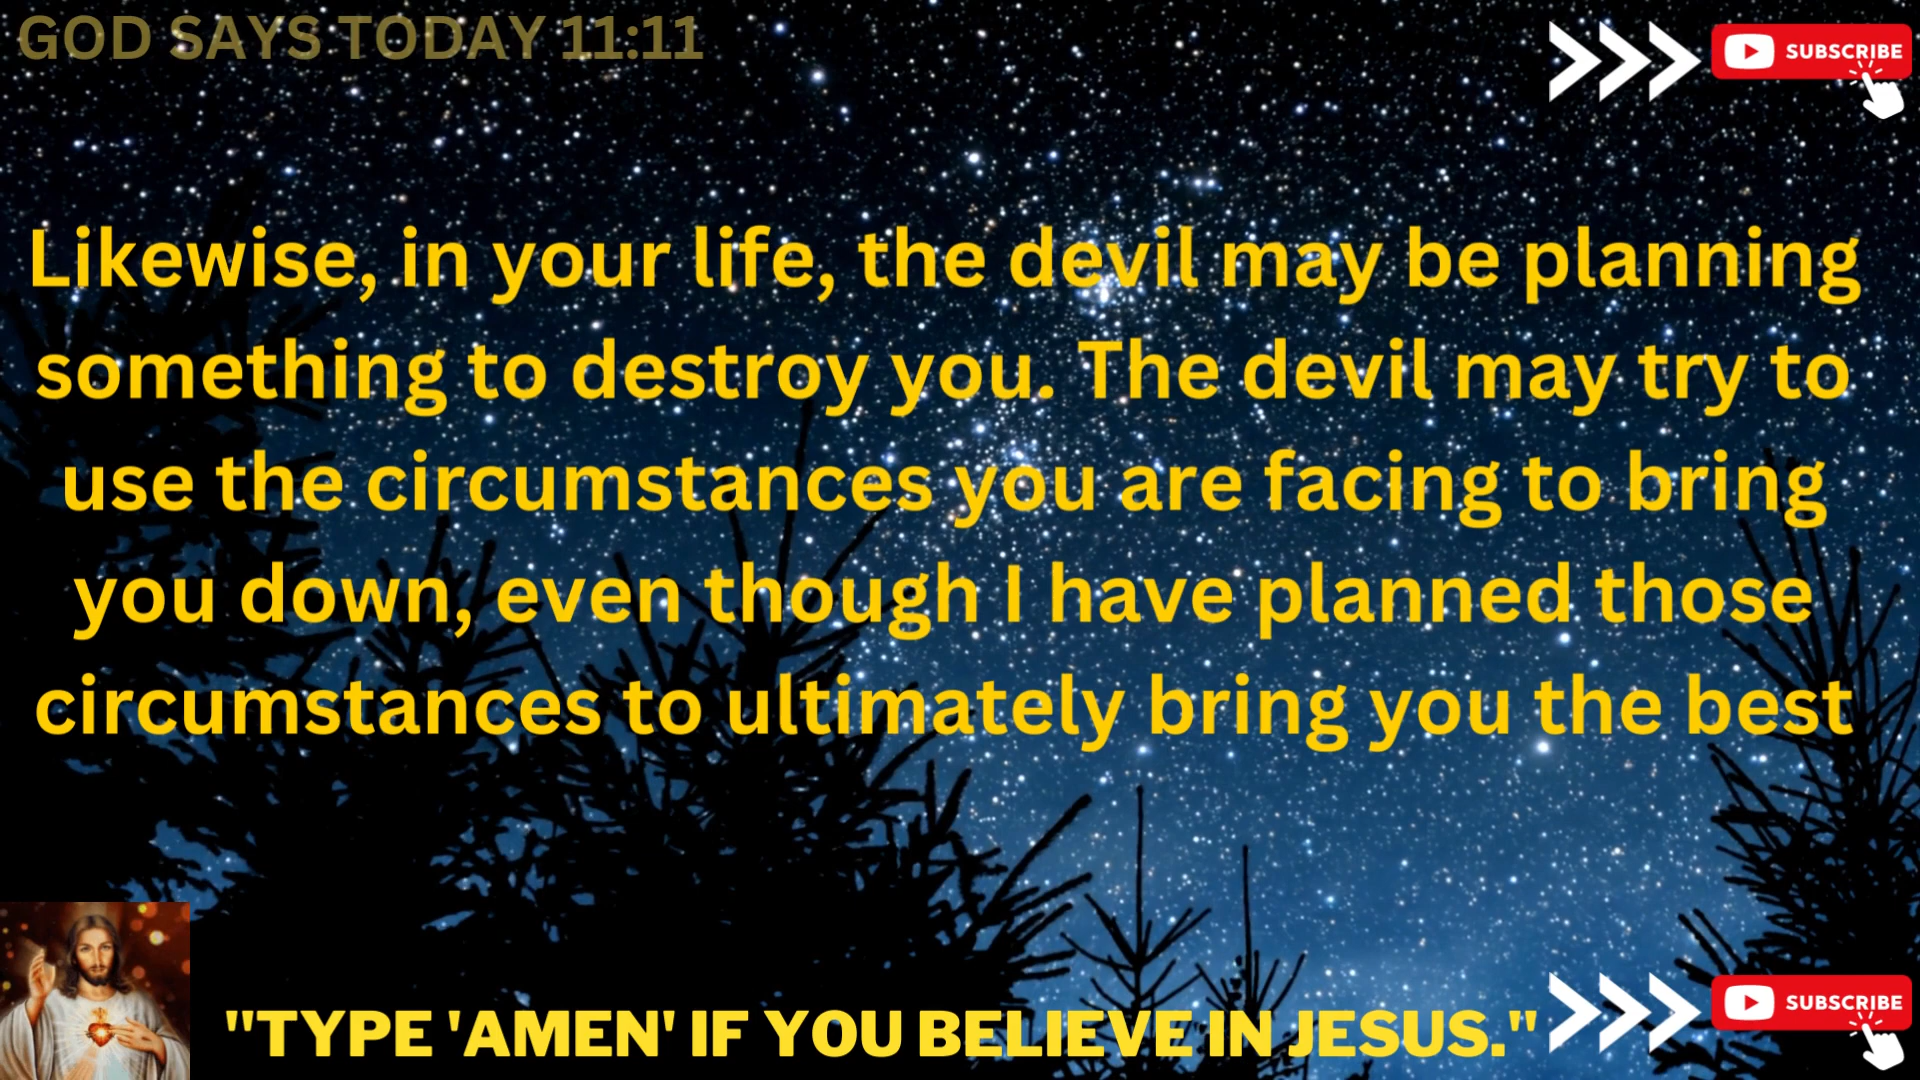 GOD SAYS TODAY 11:11
SUBSCRIBE
Likewise, in your life, the devil may be planning
something to destroy you. The devil may try to
use the circumstances you are facing to bring
you down, even though I have planned those
circumstances to ultimately bring you the best
"TYPE 'AMEN' IF YOU BELIEVE IN JESUS."
SUBSCRIBE